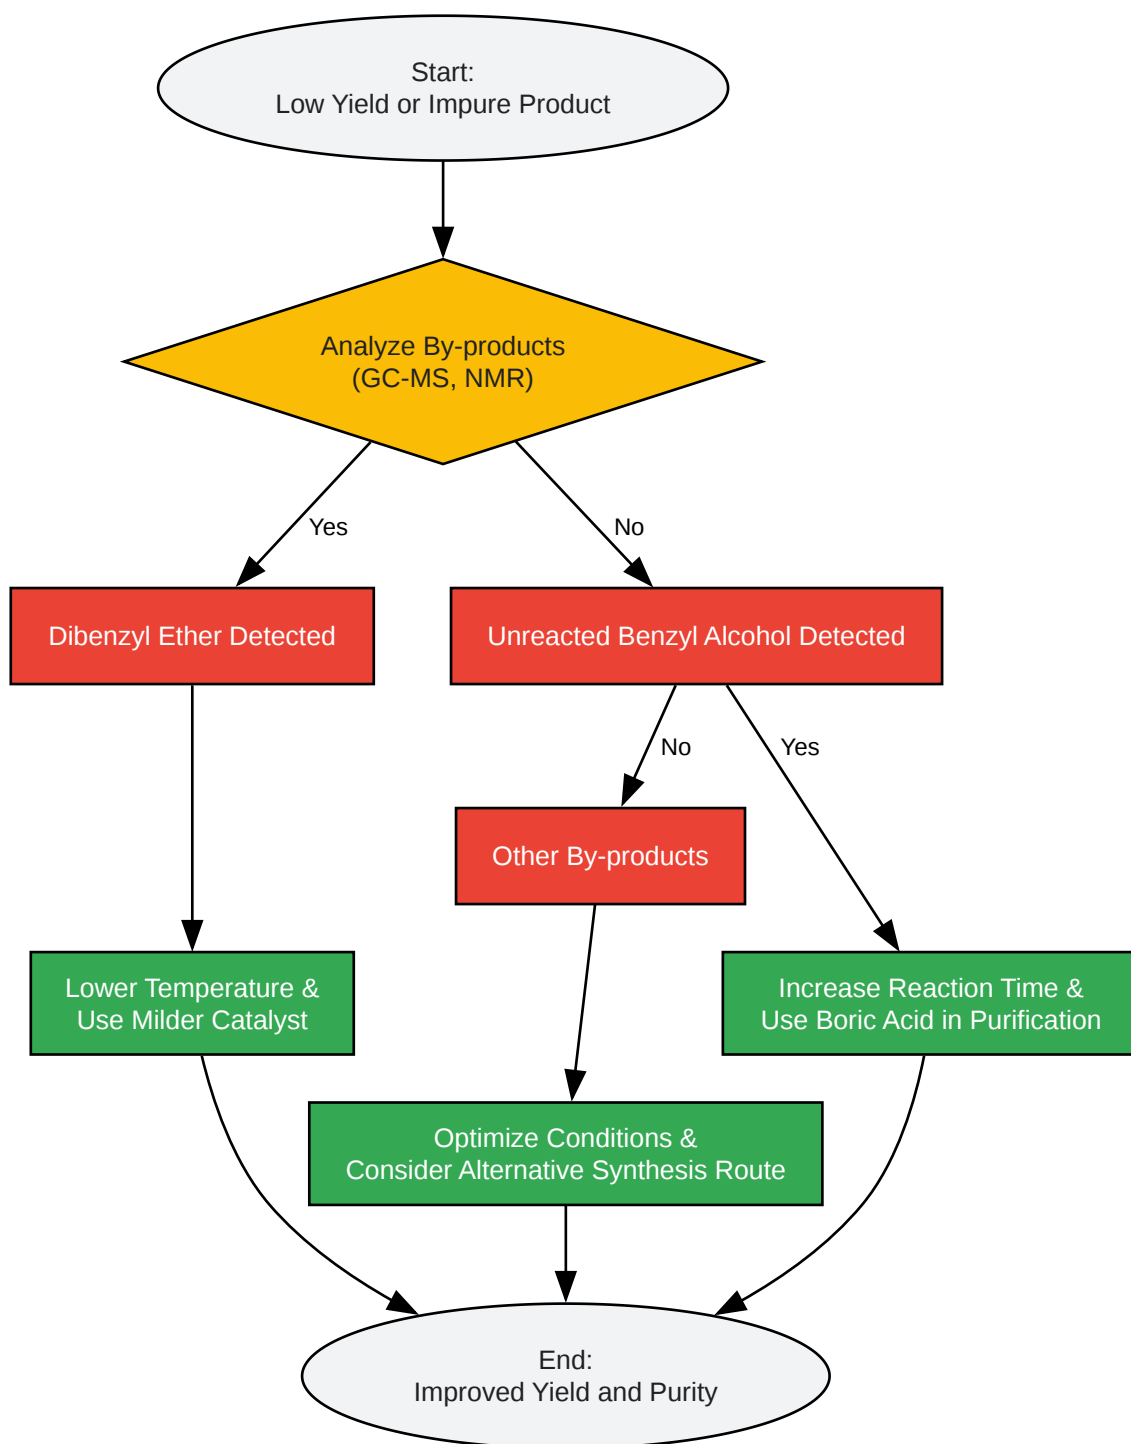 Start:
Low Yield or Impure Product
Analyze By-products
(GC-MS, NMR)
Yes
No
Dibenzyl Ether Detected
Unreacted Benzyl Alcohol Detected
No
Yes
Other By-products
Lower Temperature &
Use Milder Catalyst
Increase Reaction Time &
Use Boric Acid in Purification
Optimize Conditions &
Consider Alternative Synthesis Route
End:
Improved Yield and Purity